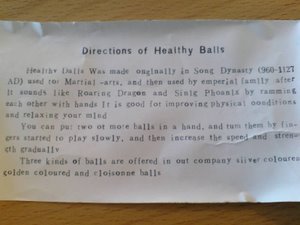 Directions of Healthy Balls
Healthy Dalls Was made onginally in Song Dynasty (960-1127
AD) used for Martial -arts, and then used by emperial family after
It sounds like Roaring Dragon and Sinig Phoenix by ramming
each other with hands It is good for improving physical conditions
and relaxing your mind
You can put two or more balls in a hand, and turn them by fin-
gers started to play slowly, and then increase the speed and stren-
gth gradually
Three kinds of balls are offered in out company silver coloured
golden coloured and cloisonne balls